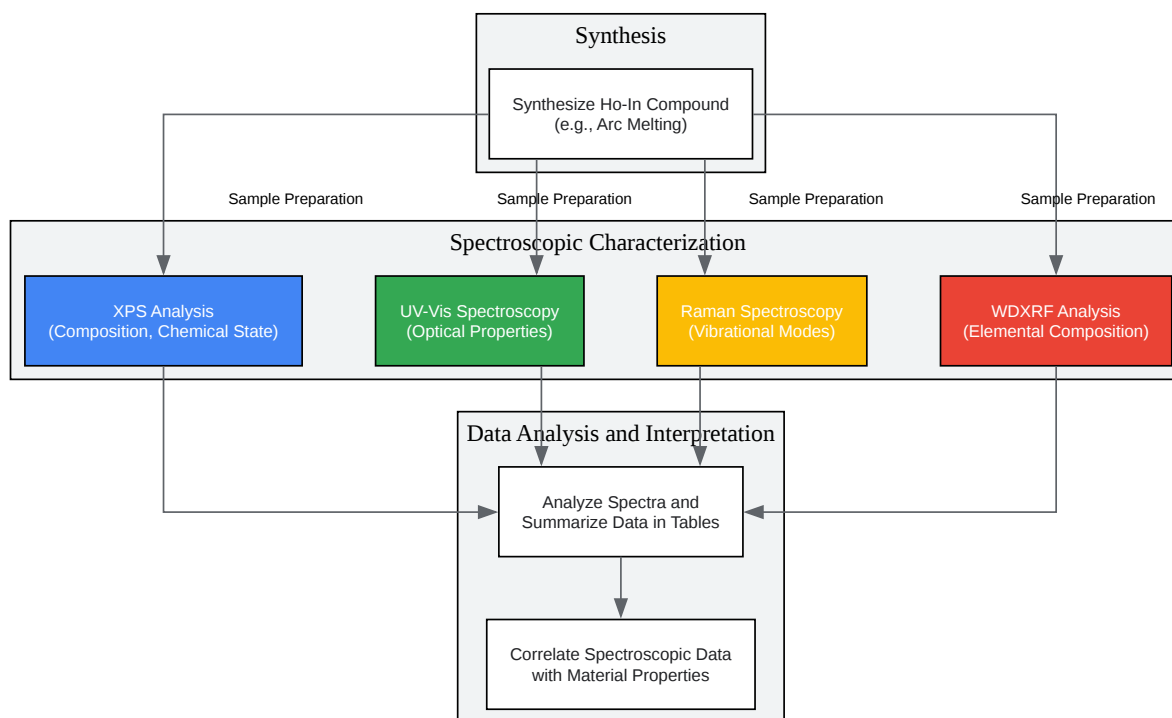 Synthesis
Synthesize Ho-In Compound
(e.g., Arc Melting)
Sample Preparation
Sample Preparation
Sample Preparation
Sample Preparation
Spectroscopic Characterization
XPS Analysis
(Composition, Chemical State)
UV-Vis Spectroscopy
(Optical Properties)
Raman Spectroscopy
(Vibrational Modes)
WDXRF Analysis
(Elemental Composition)
Data Analysis and Interpretation
Analyze Spectra and
Summarize Data in Tables
Correlate Spectroscopic Data
with Material Properties